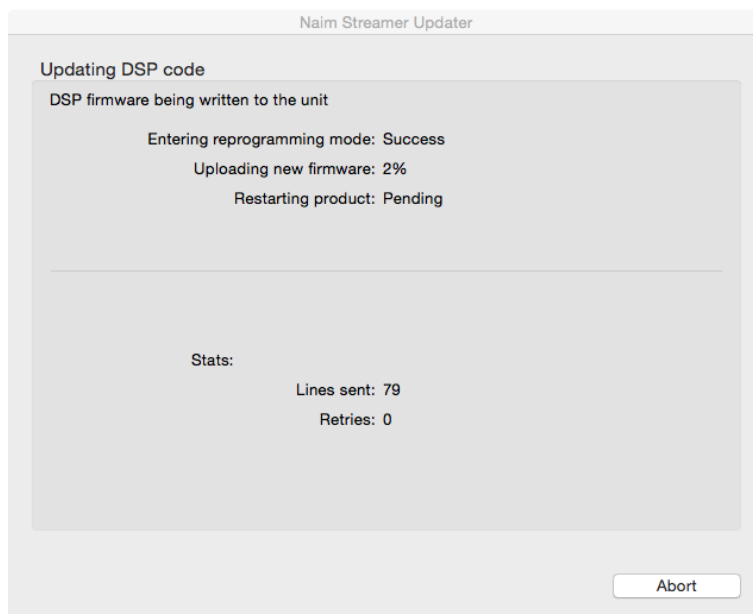 Naim Streamer Updater
Updating DSP code
DSP firmware being written to the unit
Entering reprogramming mode: Success
Uploading new firmware: 2%
Restarting product: Pending
Stats:
Lines sent: 79
Retries: 0
Abort